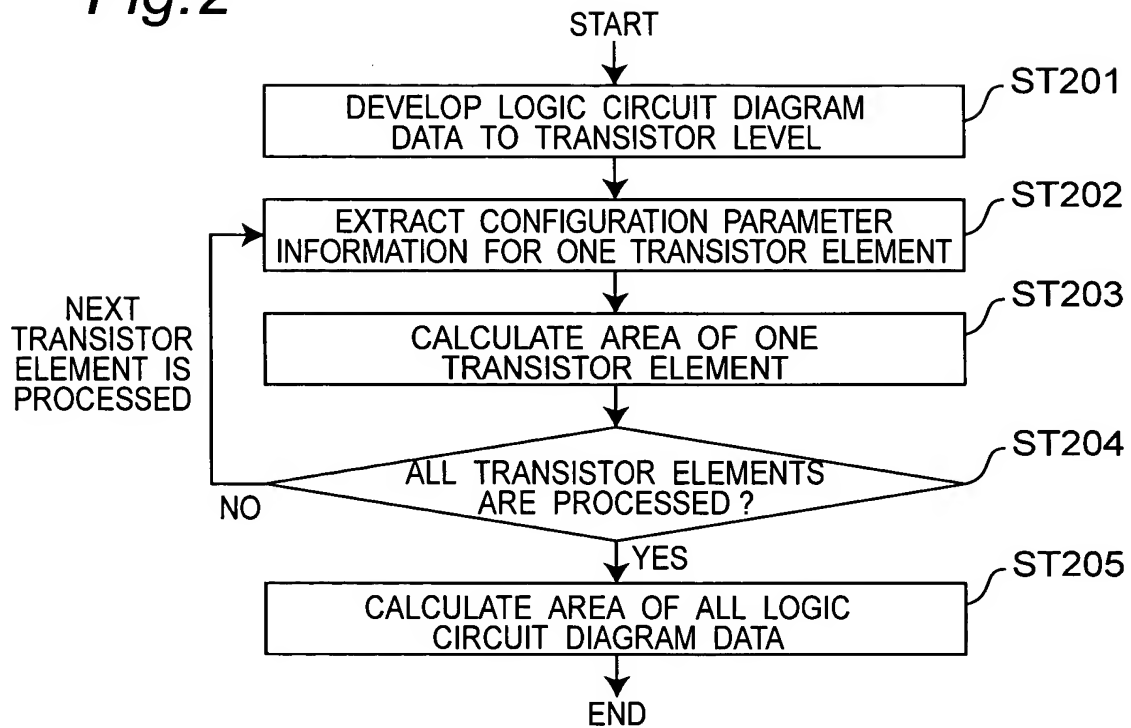 Fig.2
START
DEVELOP LOGIC CIRCUIT DIAGRAM
DATA TO TRANSISTOR LEVEL
ST201
EXTRACT CONFIGURATION PARAMETER
INFORMATION FOR ONE TRANSISTOR ELEMENT
ST202
CALCULATE AREA OF ONE
TRANSISTOR ELEMENT
ST203
NEXT
TRANSISTOR
ELEMENT IS
PROCESSED
ALL TRANSISTOR ELEMENTS
ARE PROCESSED ?
ST204
NO
YES
CALCULATE AREA OF ALL LOGIC
CIRCUIT DIAGRAM DATA
ST205
END